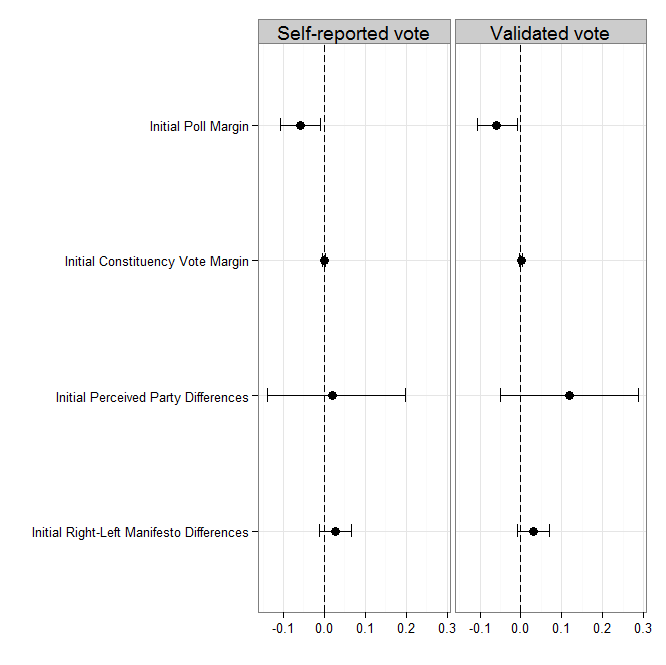 Self-reported vote
Validated vote
Initial Poll Margin
Initial Constituency Vote Margin
Initial Perceived Party Differences
Initial Right-Left Manifesto Differences
-0.1 0.0 0.1 0.2 0.3
-0.1 0.0 0.1 0.2 0.3